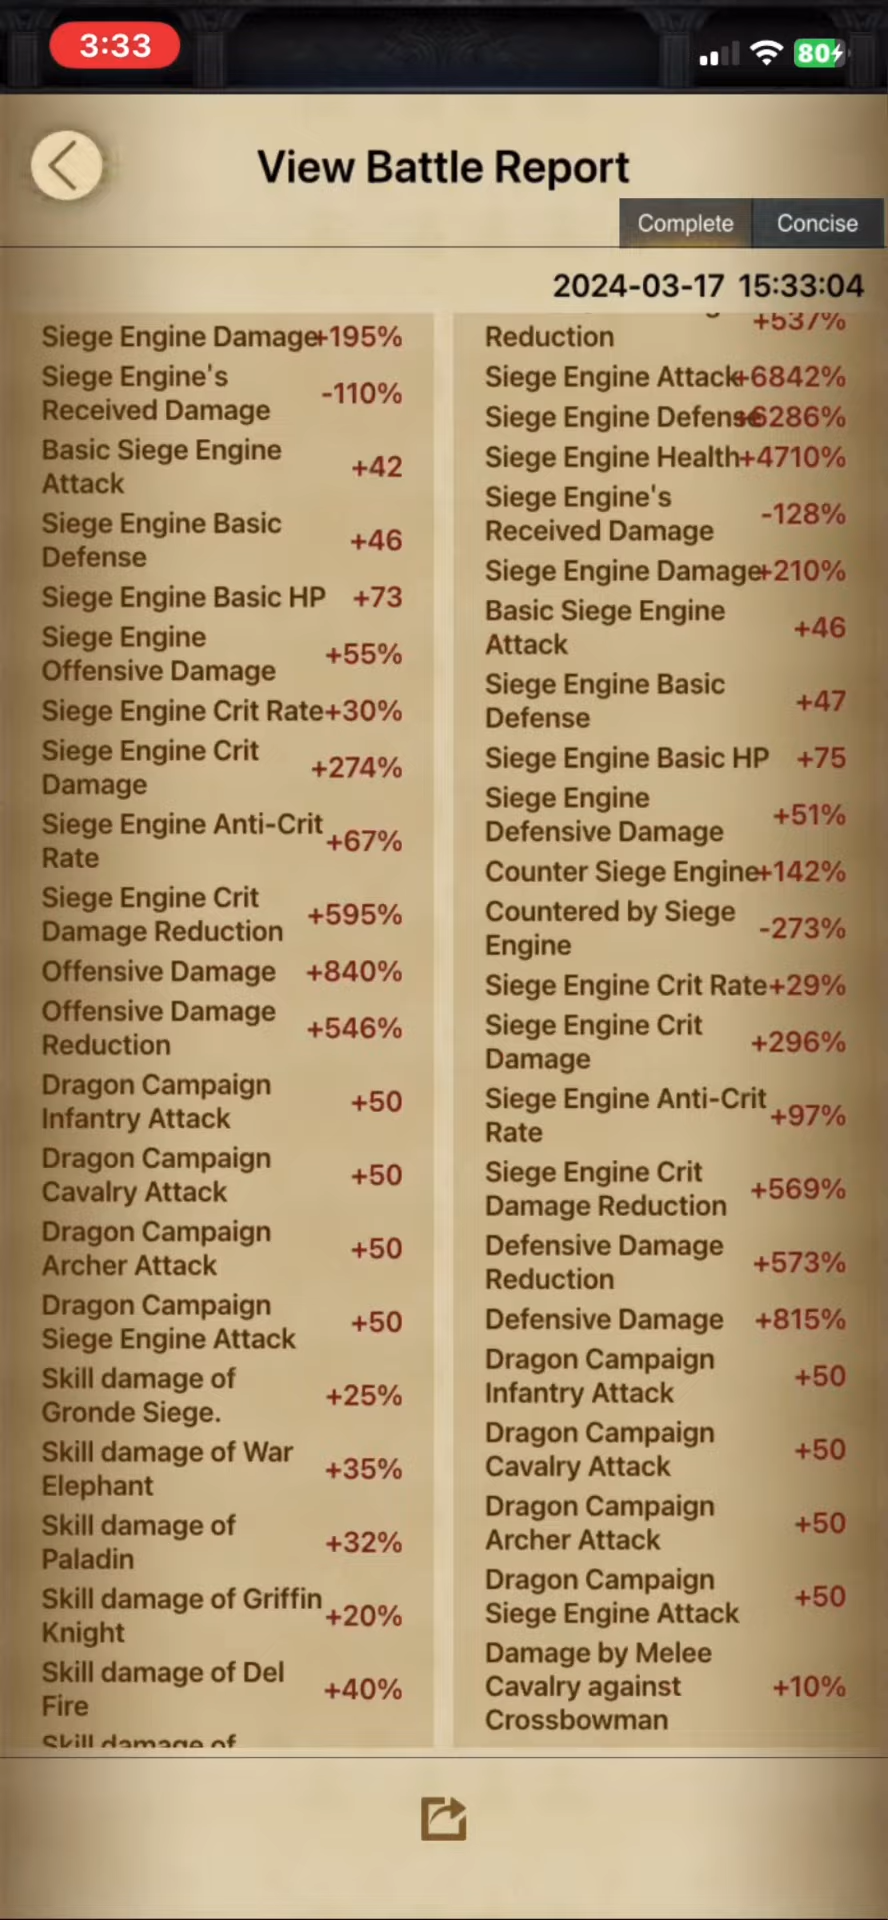 3:33
80
View Battle Report
Complete
Concise
2024-03-17 15:33:04
Siege Engine Damage+195%
Siege Engine's
Received Damage
-110%
Basic Siege Engine
Attack
+42
Siege Engine Basic
Defense
+46
Siege Engine Basic HP +73
Siege Engine
Offensive Damage
+55%
Siege Engine Crit Rate+30%
Siege Engine Crit
Damage
+274%
Siege Engine Anti-Crit
Rate
+67%
Siege Engine Crit
Damage Reduction
+595%
Offensive Damage +840%
Offensive Damage
Reduction
+546%
Dragon Campaign
Infantry Attack
+50
Dragon Campaign
Cavalry Attack
+50
Dragon Campaign
Archer Attack
+50
Dragon Campaign
Siege Engine Attack
+50
Skill damage of
Gronde Siege.
+25%
Skill damage of War
Elephant
+35%
Skill damage of
Paladin
+32%
Skill damage of Griffin
Knight
+20%
Skill damage of Del
Fire
+40%
Skill damage of
Reduction
+537%
Siege Engine Attack+6842%
Siege Engine Defense+6286%
Siege Engine Health+4710%
Siege Engine's
Received Damage
-128%
Siege Engine Damage+210%
Basic Siege Engine
Attack
+46
Siege Engine Basic
Defense
+47
Siege Engine Basic HP +75
Siege Engine
Defensive Damage
+51%
Counter Siege Engine+142%
Countered by Siege
Engine
-273%
Siege Engine Crit Rate+29%
Siege Engine Crit
Damage
+296%
Siege Engine Anti-Crit
Rate
+97%
Siege Engine Crit
Damage Reduction
+569%
Defensive Damage
Reduction
+573%
Defensive Damage +815%
Dragon Campaign
Infantry Attack
+50
Dragon Campaign
Cavalry Attack
+50
Dragon Campaign
Archer Attack
+50
Dragon Campaign
Siege Engine Attack
+50
Damage by Melee
Cavalry against
Crossbowman
+10%